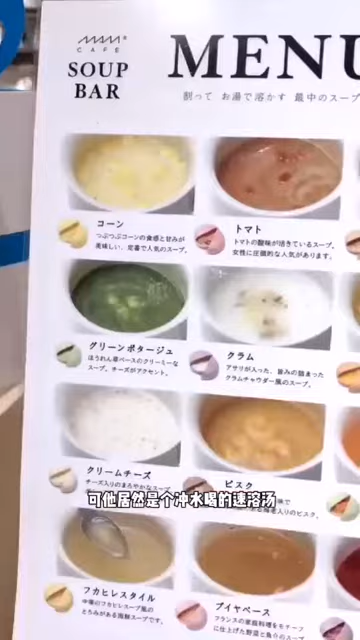 MAM CAFE
SOUP BAR
MENU
割って お湯で溶かす 最中のスープ
コーン
つぶつぶコーンの食感と甘みが
美味しい、定番で人気のスープ。
トマト
トマトの酸味が活きているスープ。
女性に圧倒的な人気があります。
グリーンポタージュ
ほうれん草ベースのクリーミーな
スープ。チーズがアクセント。
クラム
アサリが入った、旨みの詰まった
クラムチャウダー風のスープ。
クリームチーズ
チーズ入りのまろやかな
ビスク
可他居然是个冲水喝的速溶汤
フカヒレスタイル
中華のフカヒレスープ風の
とろみがある海鮮スープです。
ブイヤベース
フランスの家庭料理をモチーフ
に仕上げた野菜と魚介のスープ。